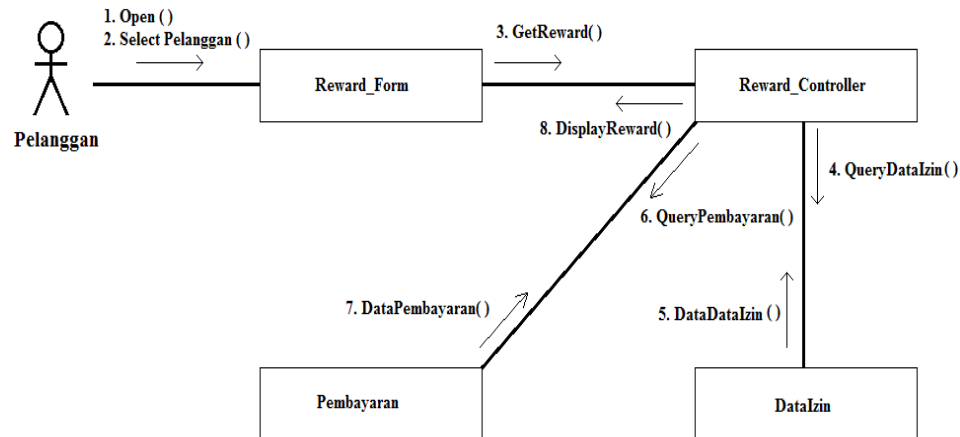 1. Open ( )
2. Select Pelanggan ( )
3. GetReward( )
Reward_Form
Reward_Controller
Pelanggan
8. DisplayReward( )
4. QueryDataIzin( )
6. QueryPembayaran( )
7. DataPembayaran( )
5. DataDataIzin ( )
Pembayaran
DataIzin